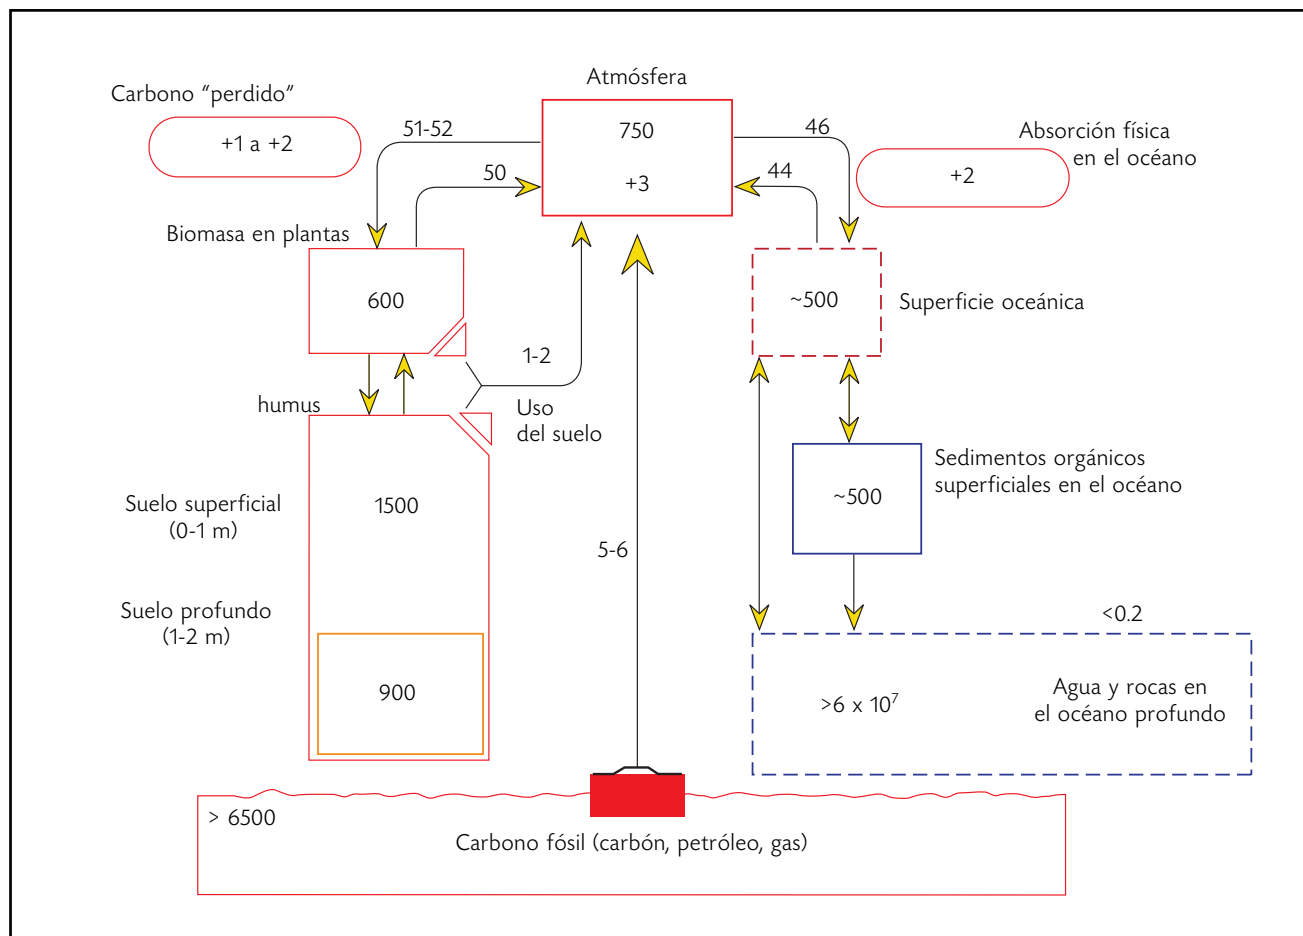 Atmósfera
Carbono “perdido”
+1 a +2
51-52
750
46
Absorción física
en el océano
50
+3
44
+2
Biomasa en plantas
600
~500
Superficie oceánica
1-2
humus
Uso
del suelo
Sedimentos orgánicos
superficiales en el océano
Suelo superficial
(0-1 m)
1500
~500
5-6
Suelo profundo
(1-2 m)
<0.2
900
>6 x 10⁷
Agua y rocas en
el océano profundo
> 6500
Carbono fósil (carbón, petróleo, gas)